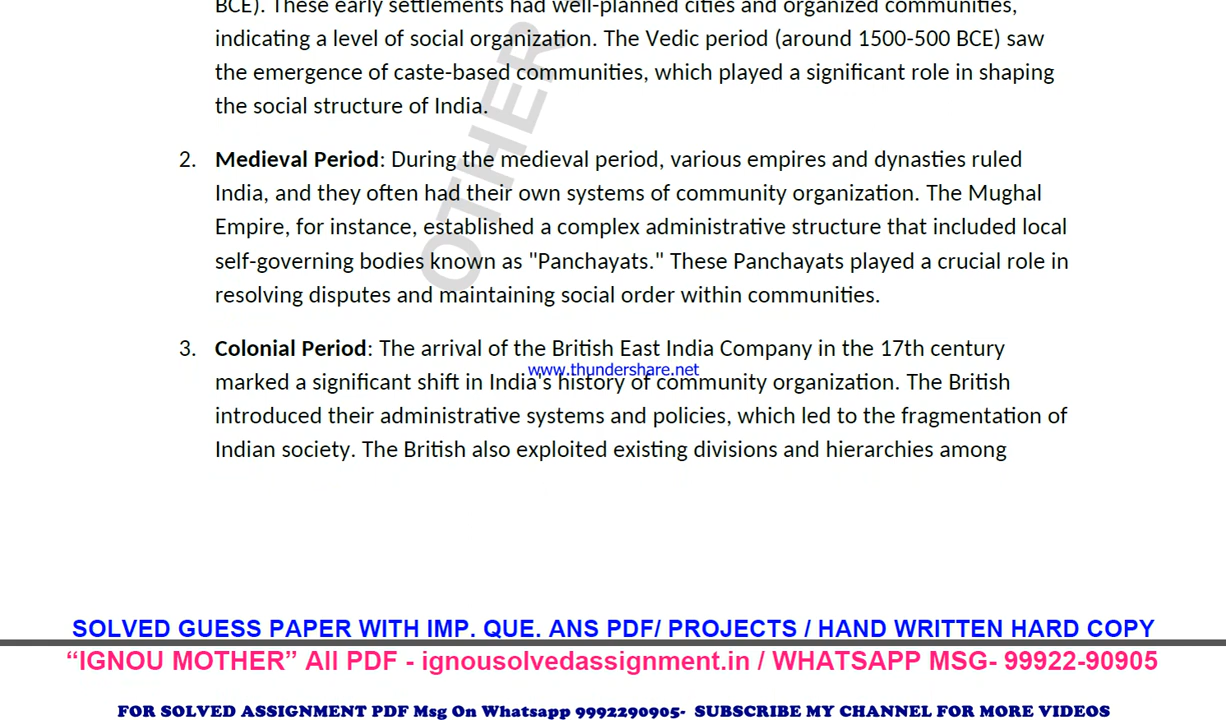 BCE). These early settlements had well-planned cities and organized communities,
indicating a level of social organization. The Vedic period (around 1500-500 BCE) saw
the emergence of caste-based communities, which played a significant role in shaping
the social structure of India.
2. Medieval Period: During the medieval period, various empires and dynasties ruled
India, and they often had their own systems of community organization. The Mughal
Empire, for instance, established a complex administrative structure that included local
self-governing bodies known as "Panchayats." These Panchayats played a crucial role in
resolving disputes and maintaining social order within communities.
OTHER
3. Colonial Period: The arrival of the British East India Company in the 17th century
www.thundershare.net
marked a significant shift in India's history of community organization. The British
introduced their administrative systems and policies, which led to the fragmentation of
Indian society. The British also exploited existing divisions and hierarchies among
SOLVED GUESS PAPER WITH IMP. QUE. ANS PDF/ PROJECTS / HAND WRITTEN HARD COPY
“IGNOU MOTHER” All PDF - ignousolvedassignment.in / WHATSAPP MSG- 99922-90905
FOR SOLVED ASSIGNMENT PDF Msg On Whatsapp 9992290905- SUBSCRIBE MY CHANNEL FOR MORE VIDEOS